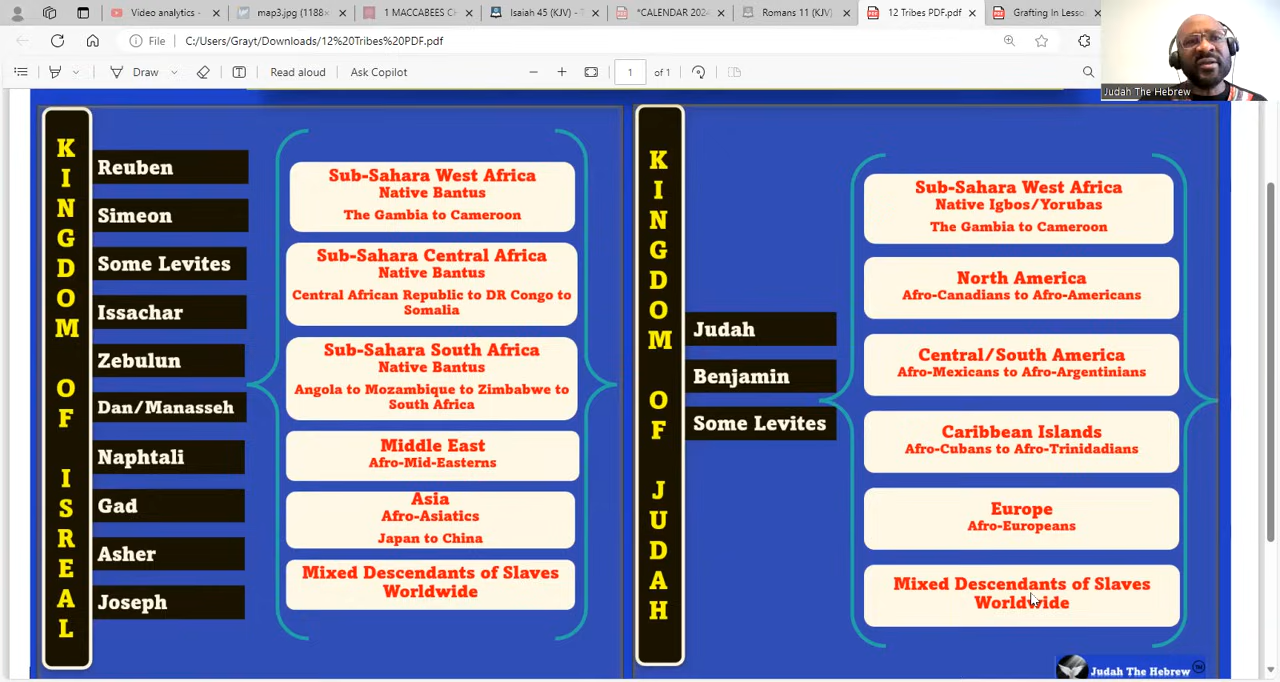 Video analytics -
map3.jpg (1188×
1 MACCABEES CH
Isaiah 45 (KJV) -
*CALENDAR 2024
Romans 11 (KJV)
12 Tribes PDF.pdf
Grafting In Lesso
File
C:/Users/Grayt/Downloads/12%20Tribes%20PDF.pdf
Draw
Read aloud
Ask Copilot
1
of 1
Judah The Hebrew
KINGDOM OF ISREAL
Reuben
Simeon
Some Levites
Issachar
Zebulun
Dan/Manasseh
Naphtali
Gad
Asher
Joseph
Sub-Sahara West Africa
Native Bantus
The Gambia to Cameroon
Sub-Sahara Central Africa
Native Bantus
Central African Republic to DR Congo to
Somalia
Sub-Sahara South Africa
Native Bantus
Angola to Mozambique to Zimbabwe to
South Africa
Middle East
Afro-Mid-Easterns
Asia
Afro-Asiatics
Japan to China
Mixed Descendants of Slaves
Worldwide
KINGDOM OF JUDAH
Judah
Benjamin
Some Levites
Sub-Sahara West Africa
Native Igbos/Yorubas
The Gambia to Cameroon
North America
Afro-Canadians to Afro-Americans
Central/South America
Afro-Mexicans to Afro-Argentinians
Caribbean Islands
Afro-Cubans to Afro-Trinidadians
Europe
Afro-Europeans
Mixed Descendants of Slaves
Worldwide
Judah The Hebrew